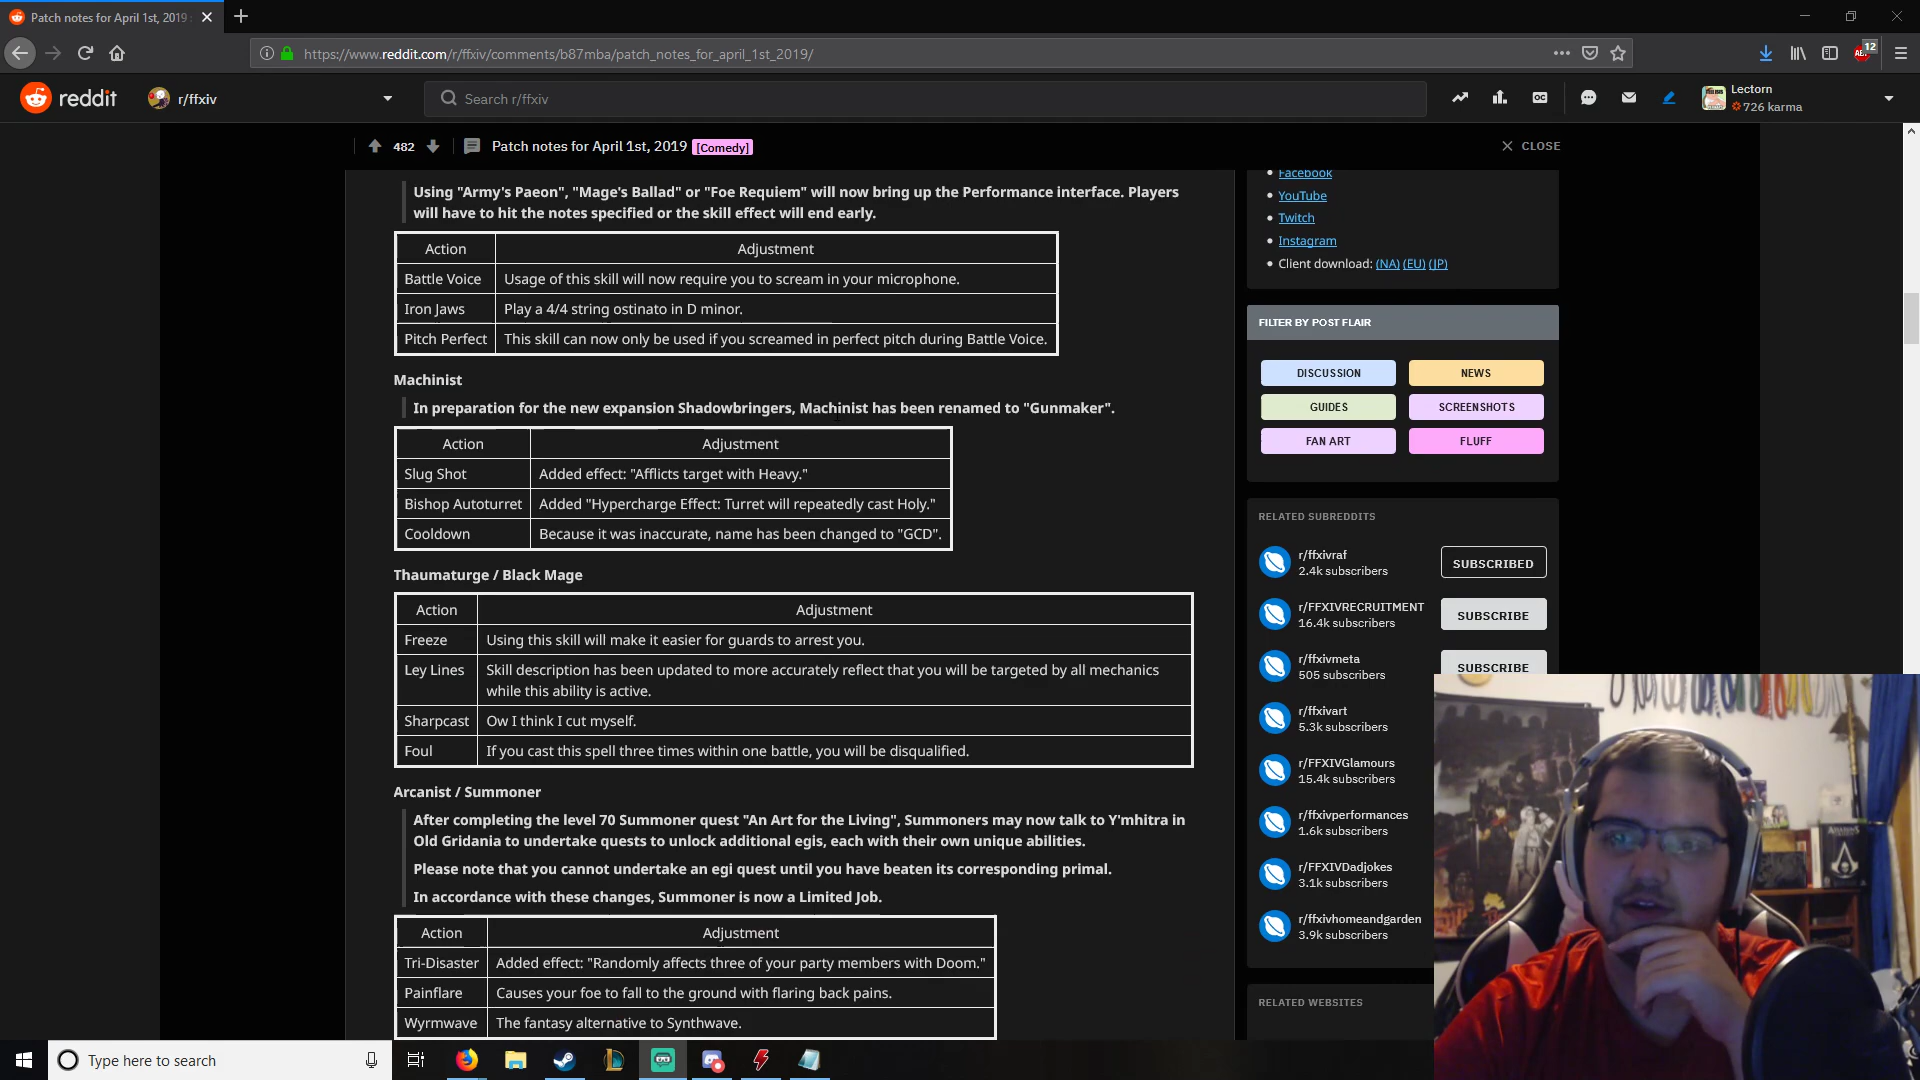 Patch notes for April 1st, 2019
https://www.reddit.com/r/ffxiv/comments/b87mba/patch_notes_for_april_1st_2019/
12
reddit
r/ffxiv
Search r/ffxiv
Lectorn
726 karma
482
Patch notes for April 1st, 2019 [Comedy]
CLOSE
Using "Army's Paeon", "Mage's Ballad" or "Foe Requiem" will now bring up the Performance interface. Players
will have to hit the notes specified or the skill effect will end early.
Action Adjustment
Battle Voice Usage of this skill will now require you to scream in your microphone.
Iron Jaws Play a 4/4 string ostinato in D minor.
Pitch Perfect This skill can now only be used if you screamed in perfect pitch during Battle Voice.
Machinist
In preparation for the new expansion Shadowbringers, Machinist has been renamed to "Gunmaker".
Action Adjustment
Slug Shot Added effect: "Afflicts target with Heavy."
Bishop Autoturret Added "Hypercharge Effect: Turret will repeatedly cast Holy."
Cooldown Because it was inaccurate, name has been changed to "GCD".
Thaumaturge / Black Mage
Action Adjustment
Freeze Using this skill will make it easier for guards to arrest you.
Ley Lines Skill description has been updated to more accurately reflect that you will be targeted by all mechanics
while this ability is active.
Sharpcast Ow I think I cut myself.
Foul If you cast this spell three times within one battle, you will be disqualified.
Arcanist / Summoner
After completing the level 70 Summoner quest "An Art for the Living", Summoners may now talk to Y'mhitra in
Old Gridania to undertake quests to unlock additional egis, each with their own unique abilities.
Please note that you cannot undertake an egi quest until you have beaten its corresponding primal.
In accordance with these changes, Summoner is now a Limited Job.
Action Adjustment
Tri-Disaster Added effect: "Randomly affects three of your party members with Doom."
Painflare Causes your foe to fall to the ground with flaring back pains.
Wyrmwave The fantasy alternative to Synthwave.
Facebook
YouTube
Twitch
Instagram
Client download: (NA) (EU) (JP)
FILTER BY POST FLAIR
DISCUSSION NEWS
GUIDES SCREENSHOTS
FAN ART FLUFF
RELATED SUBREDDITS
r/ffxivraf
2.4k subscribers
SUBSCRIBED
r/FFXIVRECRUITMENT
16.4k subscribers
SUBSCRIBE
r/ffxivmeta
505 subscribers
SUBSCRIBE
r/ffxivart
5.3k subscribers
r/FFXIVGlamours
15.4k subscribers
r/ffxivperformances
1.6k subscribers
r/FFXIVDadjokes
3.1k subscribers
r/ffxivhomeandgarden
3.9k subscribers
RELATED WEBSITES
Type here to search